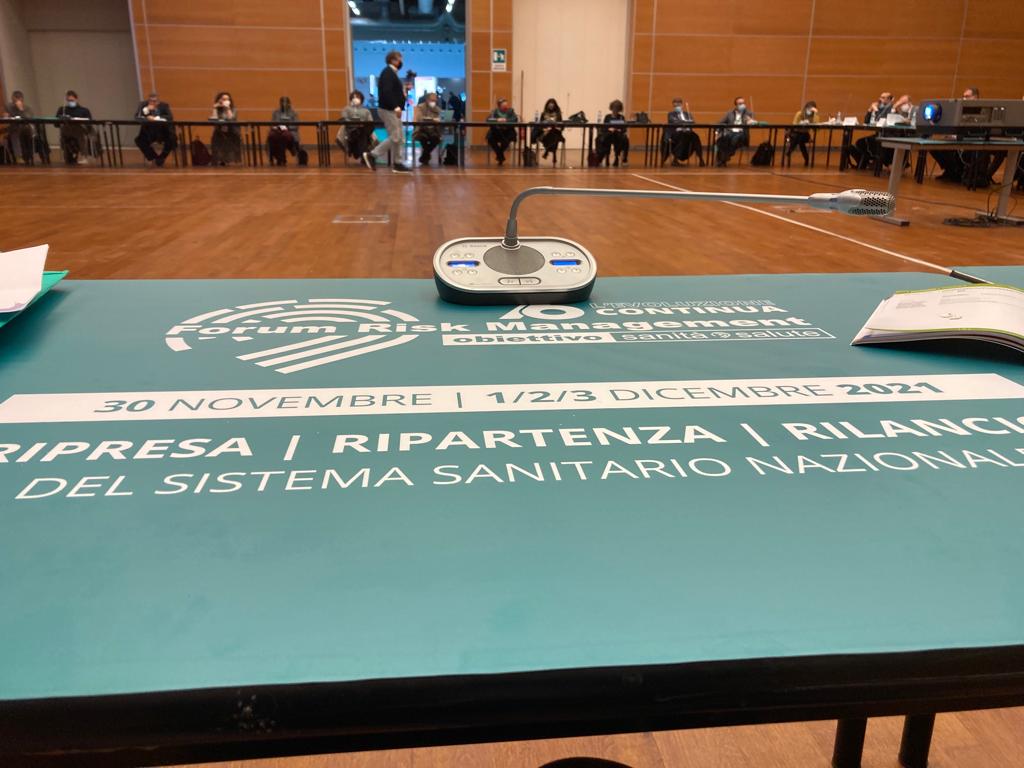 16 L'EVOLUZIONE
CONTINUA
Forum Risk Management
obiettivo sanità salute
30 NOVEMBRE | 1/2/3 DICEMBRE 2021
RIPRESA | RIPARTENZA | RILANCIO
DEL SISTEMA SANITARIO NAZIONALE